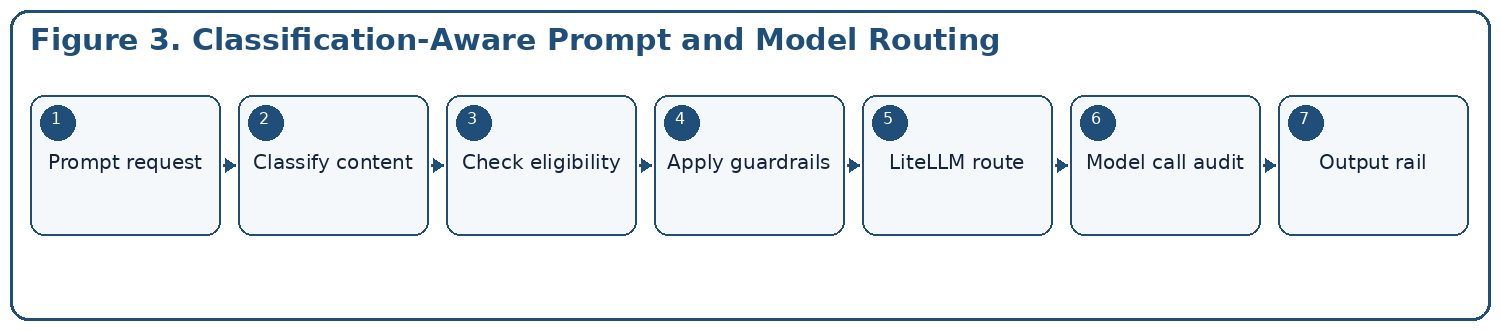 Figure 3. Classification-Aware Prompt and Model Routing
1
Prompt request
2
Classify content
3
Check eligibility
4
Apply guardrails
5
LiteLLM route
6
Model call audit
7
Output rail